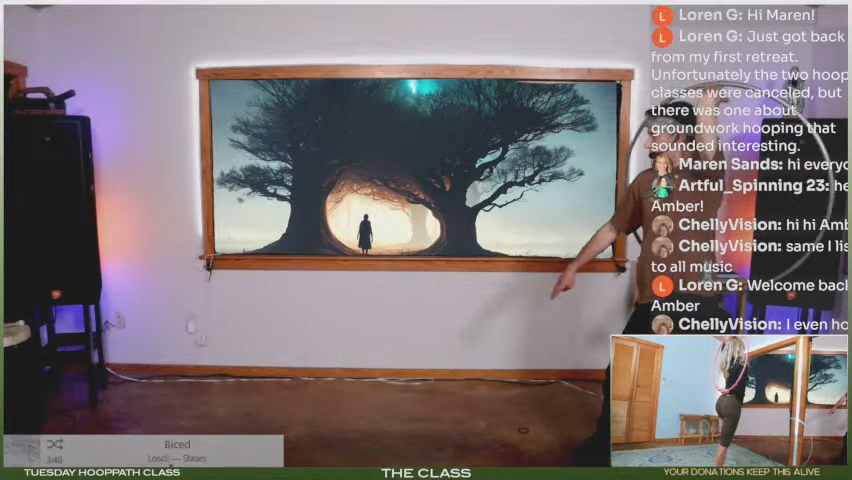 Loren G: Hi Maren!
Loren G: Just got back
from my first retreat.
Unfortunately the two hoop
classes were canceled, but
there was one about
groundwork hooping that
sounded interesting.
Maren Sands: hi everyo
Artful_Spinning 23: he
Amber!
ChellyVision: hi hi Amb
ChellyVision: same I lis
to all music
Loren G: Welcome back
Amber
ChellyVision: I even ho
Biced
3:48
Loscil — Stases
TUESDAY HOOPPATH CLASS
THE CLASS
YOUR DONATIONS KEEP THIS ALIVE